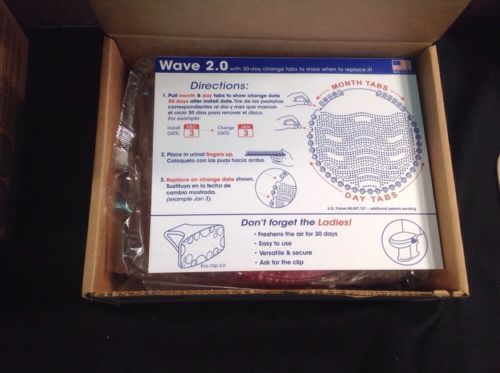 Wave 2.0 with 30-day change tabs to show when to replace it!
Directions:
1. Pull month & day tabs to show change date
30 days after install date. Tire de las pestañas
correspondientes al día y mes que marcan
el ciclo 30 días para renovar el disco.
For example:
Install DATE: DEC 3 Change DATE: JAN 3
2. Place in urinal fingers up.
Coloquelo con las puqa hacia arriba.
3. Replace on change date shown.
Sustituya en la fecha de
cambio mostrada.
(example Jan 3).
MONTH TABS
DAY TABS
U.S. Patent
additional patents pending
Don't forget the Ladies!
• Freshens the air for 30 days
• Easy to use
• Versatile & secure
• Ask for the clip
Eco Clip 2.0